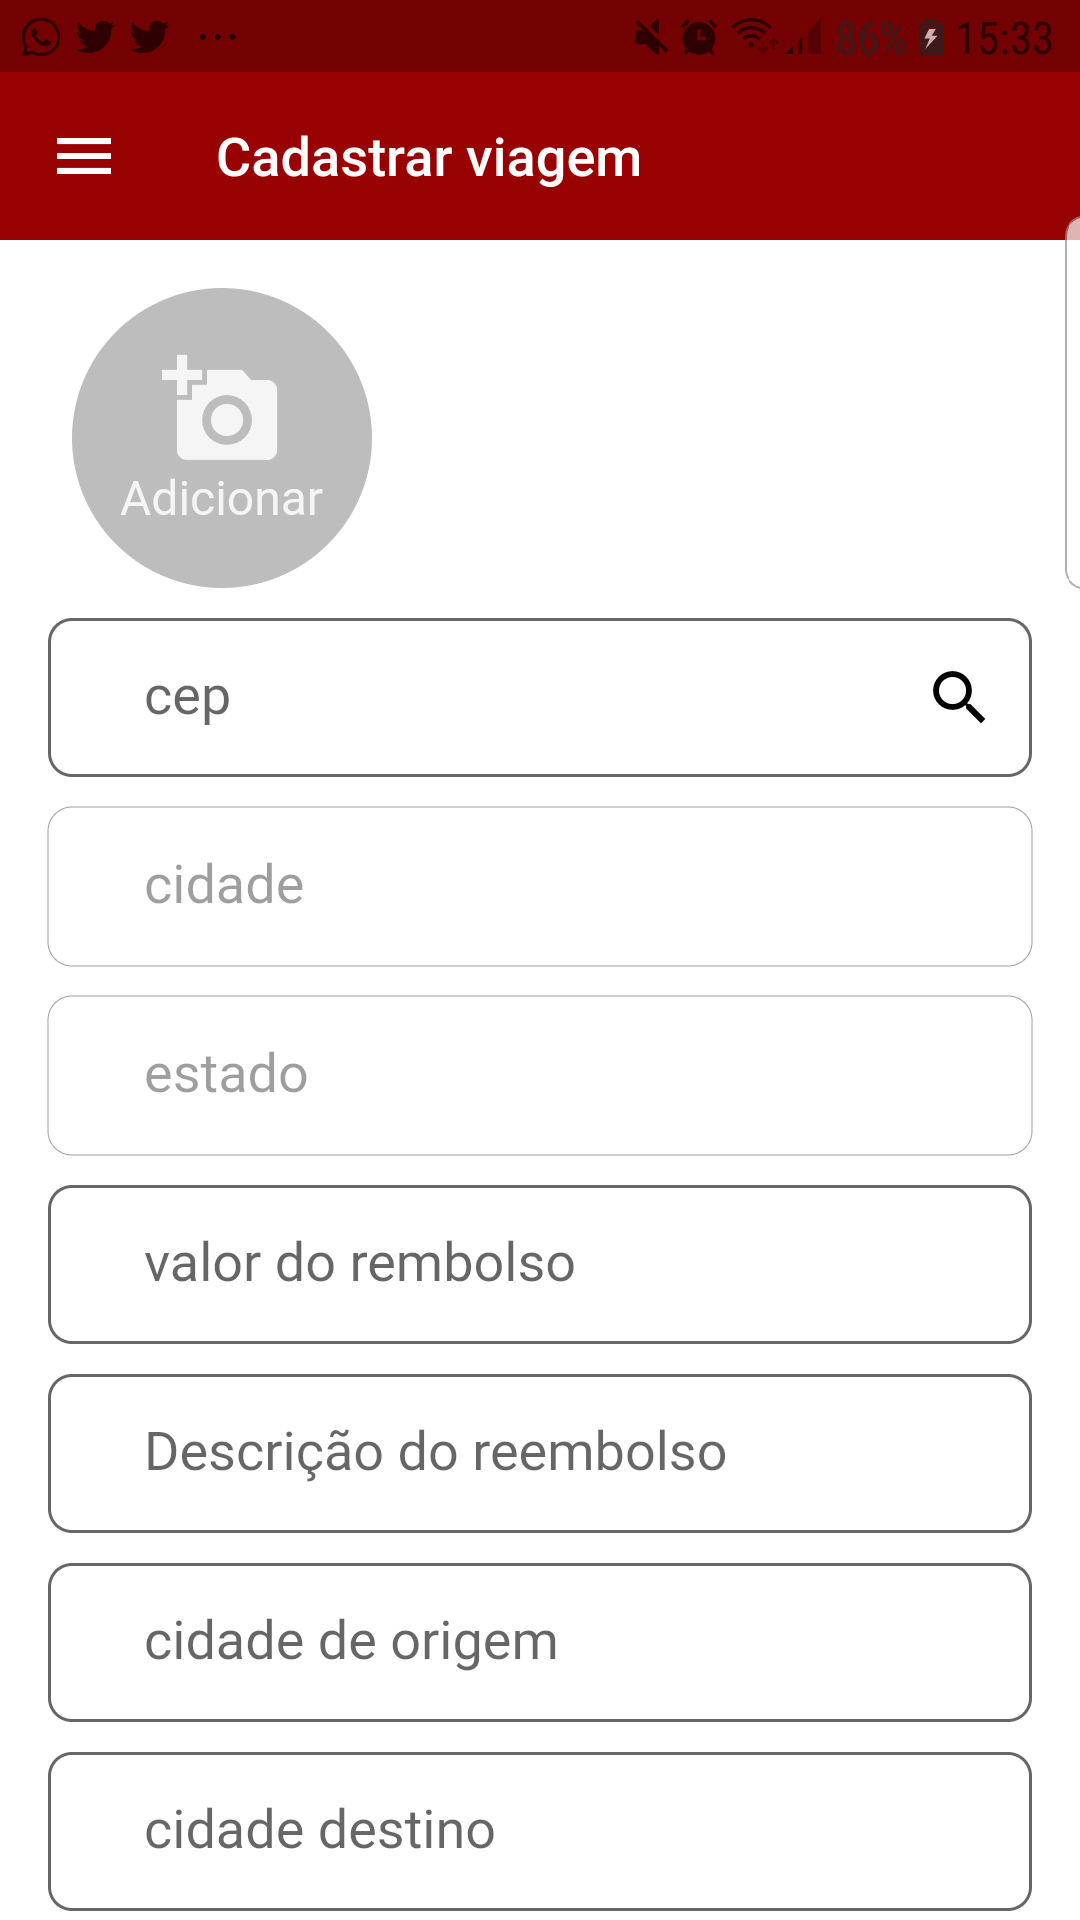 86% 15:33
Cadastrar viagem
Adicionar
cep
cidade
estado
valor do rembolso
Descrição do reembolso
cidade de origem
cidade destino